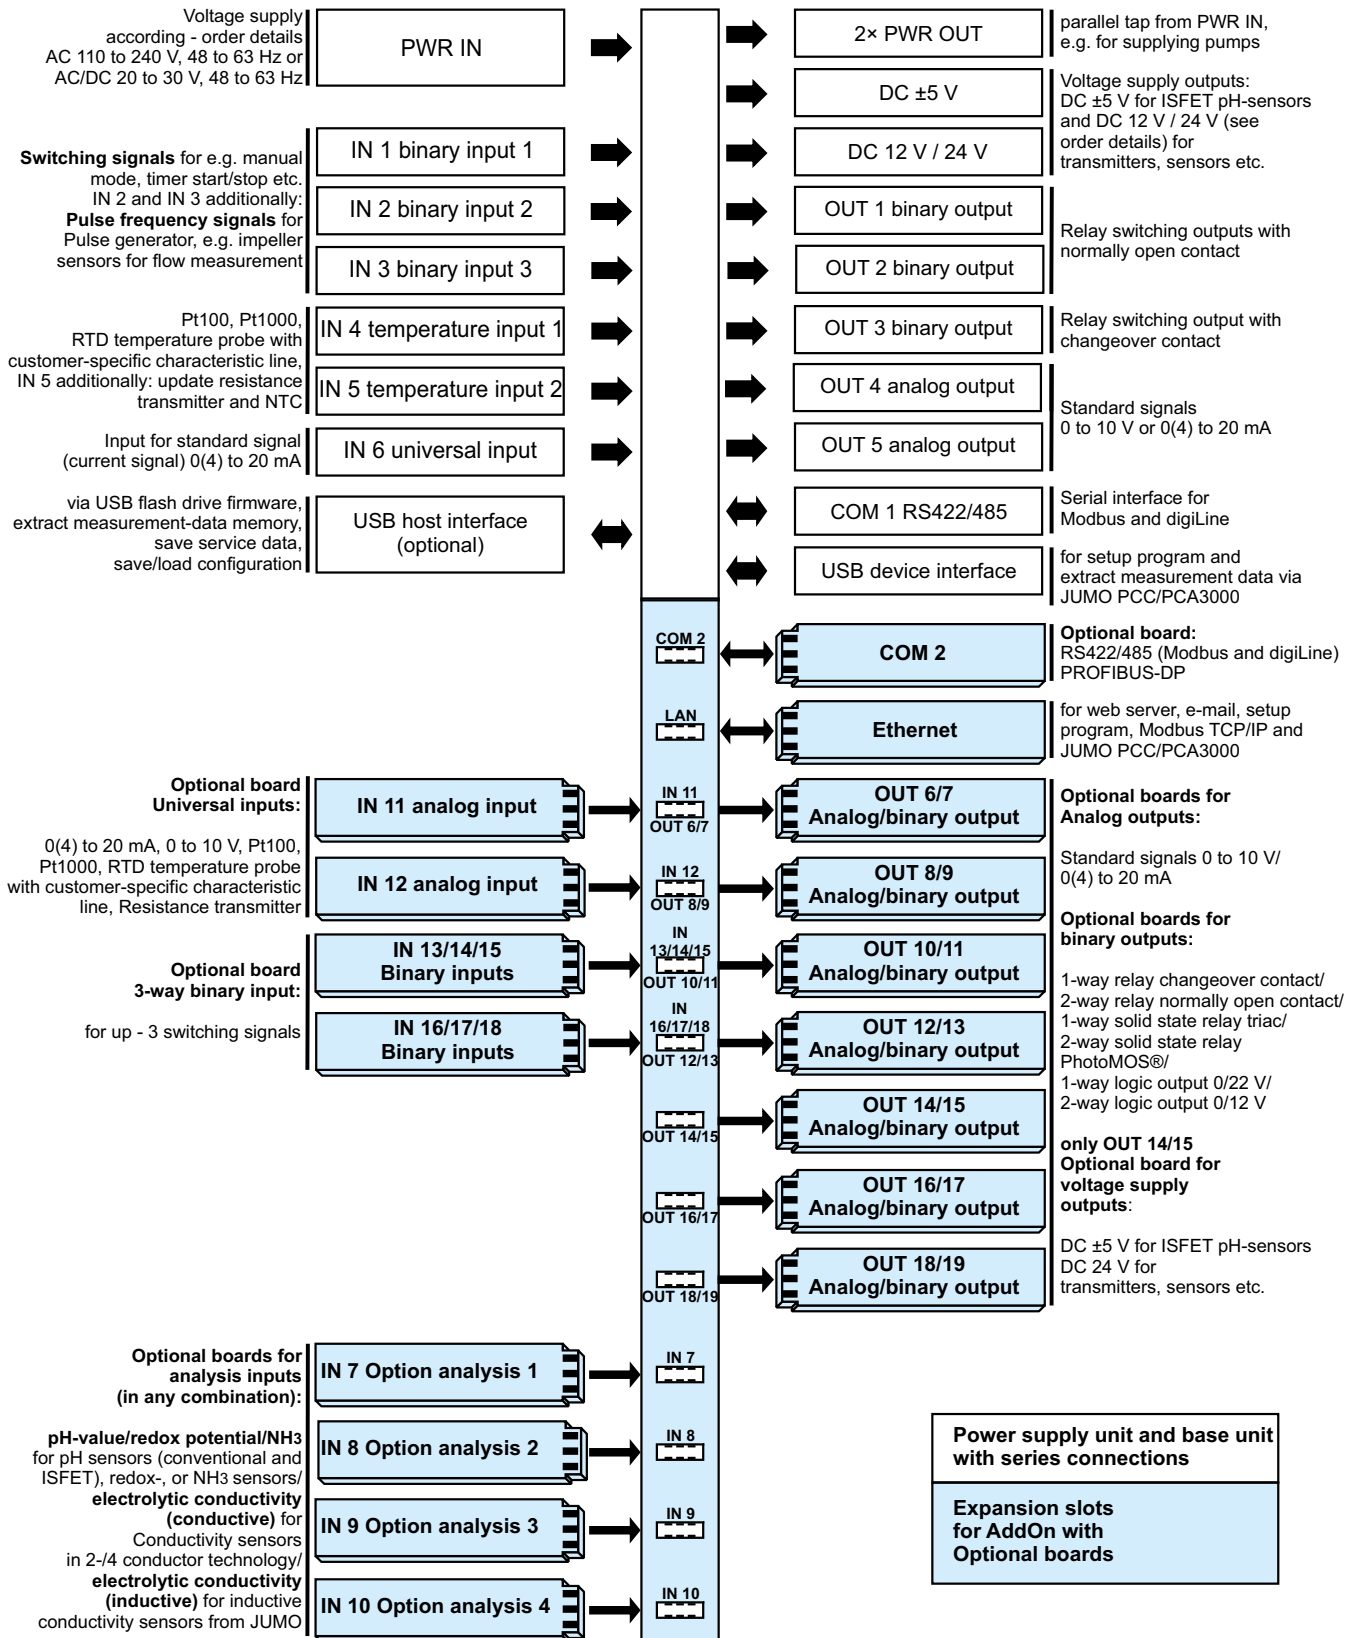 Voltage supply
according - order details
AC 110 to 240 V, 48 to 63 Hz or
AC/DC 20 to 30 V, 48 to 63 Hz
PWR IN
2× PWR OUT
parallel tap from PWR IN,
e.g. for supplying pumps
DC ±5 V
DC 12 V / 24 V
Voltage supply outputs:
DC ±5 V for ISFET pH-sensors
and DC 12 V / 24 V (see
order details) for
transmitters, sensors etc.
Switching signals for e.g. manual
mode, timer start/stop etc.
IN 2 and IN 3 additionally:
Pulse frequency signals for
Pulse generator, e.g. impeller
sensors for flow measurement
IN 1 binary input 1
IN 2 binary input 2
IN 3 binary input 3
OUT 1 binary output
OUT 2 binary output
Relay switching outputs with
normally open contact
Pt100, Pt1000,
RTD temperature probe with
customer-specific characteristic line,
IN 5 additionally: update resistance
transmitter and NTC
IN 4 temperature input 1
IN 5 temperature input 2
OUT 3 binary output
Relay switching output with
changeover contact
OUT 4 analog output
OUT 5 analog output
Standard signals
0 to 10 V or 0(4) to 20 mA
Input for standard signal
(current signal) 0(4) to 20 mA
IN 6 universal input
via USB flash drive firmware,
extract measurement-data memory,
save service data,
save/load configuration
USB host interface
(optional)
COM 1 RS422/485
Serial interface for
Modbus and digiLine
USB device interface
for setup program and
extract measurement data via
JUMO PCC/PCA3000
COM 2
COM 2
Optional board:
RS422/485 (Modbus and digiLine)
PROFIBUS-DP
LAN
Ethernet
for web server, e-mail, setup
program, Modbus TCP/IP and
JUMO PCC/PCA3000
Optional board
Universal inputs:
0(4) to 20 mA, 0 to 10 V, Pt100,
Pt1000, RTD temperature probe
with customer-specific characteristic
line, Resistance transmitter
IN 11 analog input
IN 12 analog input
IN 11
OUT 6/7
IN 12
OUT 8/9
OUT 6/7
Analog/binary output
OUT 8/9
Analog/binary output
Optional boards for
Analog outputs:
Standard signals 0 to 10 V/
0(4) to 20 mA
Optional board
3-way binary input:
for up - 3 switching signals
IN 13/14/15
Binary inputs
IN 16/17/18
Binary inputs
IN
13/14/15
OUT 10/11
IN
16/17/18
OUT 12/13
OUT 14/15
OUT 16/17
OUT 18/19
OUT 10/11
Analog/binary output
OUT 12/13
Analog/binary output
OUT 14/15
Analog/binary output
OUT 16/17
Analog/binary output
OUT 18/19
Analog/binary output
Optional boards for
binary outputs:
1-way relay changeover contact/
2-way relay normally open contact/
1-way solid state relay triac/
2-way solid state relay
PhotoMOS®/
1-way logic output 0/22 V/
2-way logic output 0/12 V
only OUT 14/15
Optional board for
voltage supply
outputs:
DC ±5 V for ISFET pH-sensors
DC 24 V for
transmitters, sensors etc.
Optional boards for
analysis inputs
(in any combination):
pH-value/redox potential/NH3
for pH sensors (conventional and
ISFET), redox-, or NH3 sensors/
electrolytic conductivity
(conductive) for
Conductivity sensors
in 2-/4 conductor technology/
electrolytic conductivity
(inductive) for inductive
conductivity sensors from JUMO
IN 7 Option analysis 1
IN 8 Option analysis 2
IN 9 Option analysis 3
IN 10 Option analysis 4
IN 7
IN 8
IN 9
IN 10
Power supply unit and base unit
with series connections
Expansion slots
for AddOn with
Optional boards